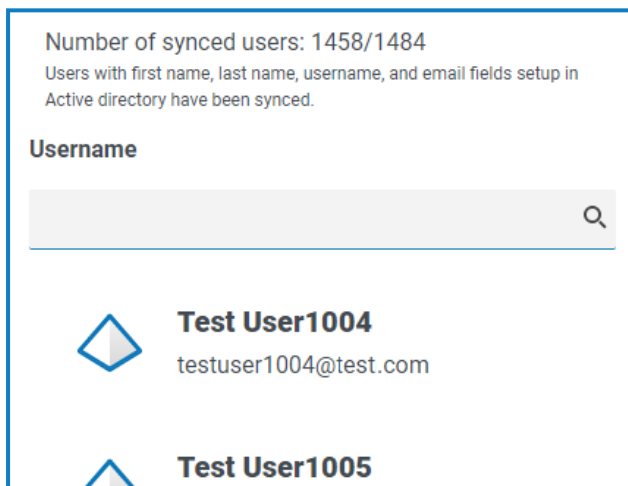 Number of synced users: 1458/1484
Users with first name, last name, username, and email fields setup in
Active directory have been synced.
Username
Test User1004
testuser1004@test.com
Test User1005